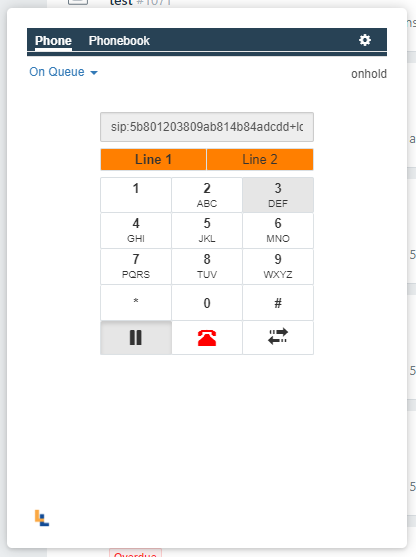 test #1071
Phone Phonebook
On Queue
onhold
sip:5b801203809ab814b84adcdd+lc
Line 1 Line 2
1 2 3
ABC DEF
4 5 6
GHI JKL MNO
7 8 9
PQRS TUV WXYZ
* 0 #
Overdue